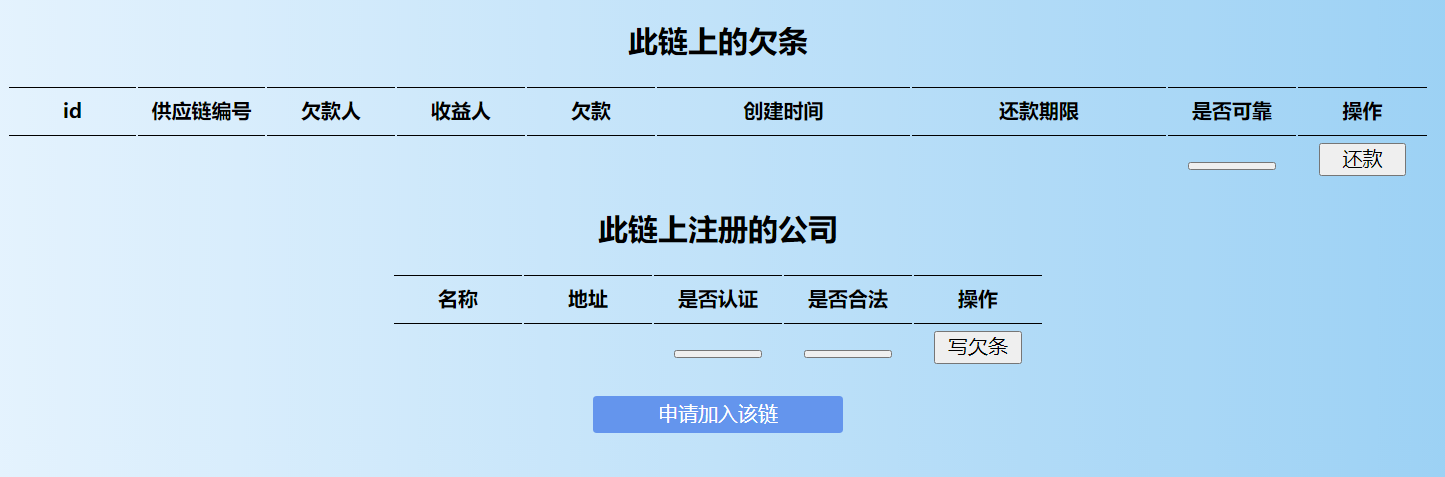 此链上的欠条
id 供应链编号 欠款人 收益人 欠款 创建时间 还款期限 是否可靠 操作
还款
此链上注册的公司
名称 地址 是否认证 是否合法 操作
写欠条
申请加入该链